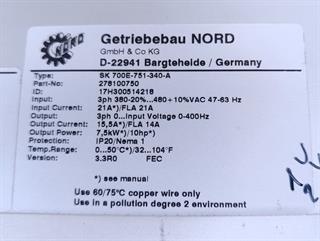 NORD
Getriebebau NORD
GmbH & Co KG
D-22941 Bargteheide / Germany
Type: SK 700E-751-340-A
Part-No: 278100750
ID: 17H300514218
Input: 3ph 380-20%...480+10%VAC 47-63 Hz
Input Current: 21A*)/FLA 21A
Output: 3ph 0...Input Voltage 0-400Hz
Output Current: 15,5A*)/FLA 14A
Output Power: 7,5kW*)/10hp*)
Protection: IP20/Nema 1
Temp.Range: 0...50°C*)/32...104°F
Version: 3.3R0 FEC
*) see manual
Use 60/75°C copper wire only
Use in a pollution degree 2 environment